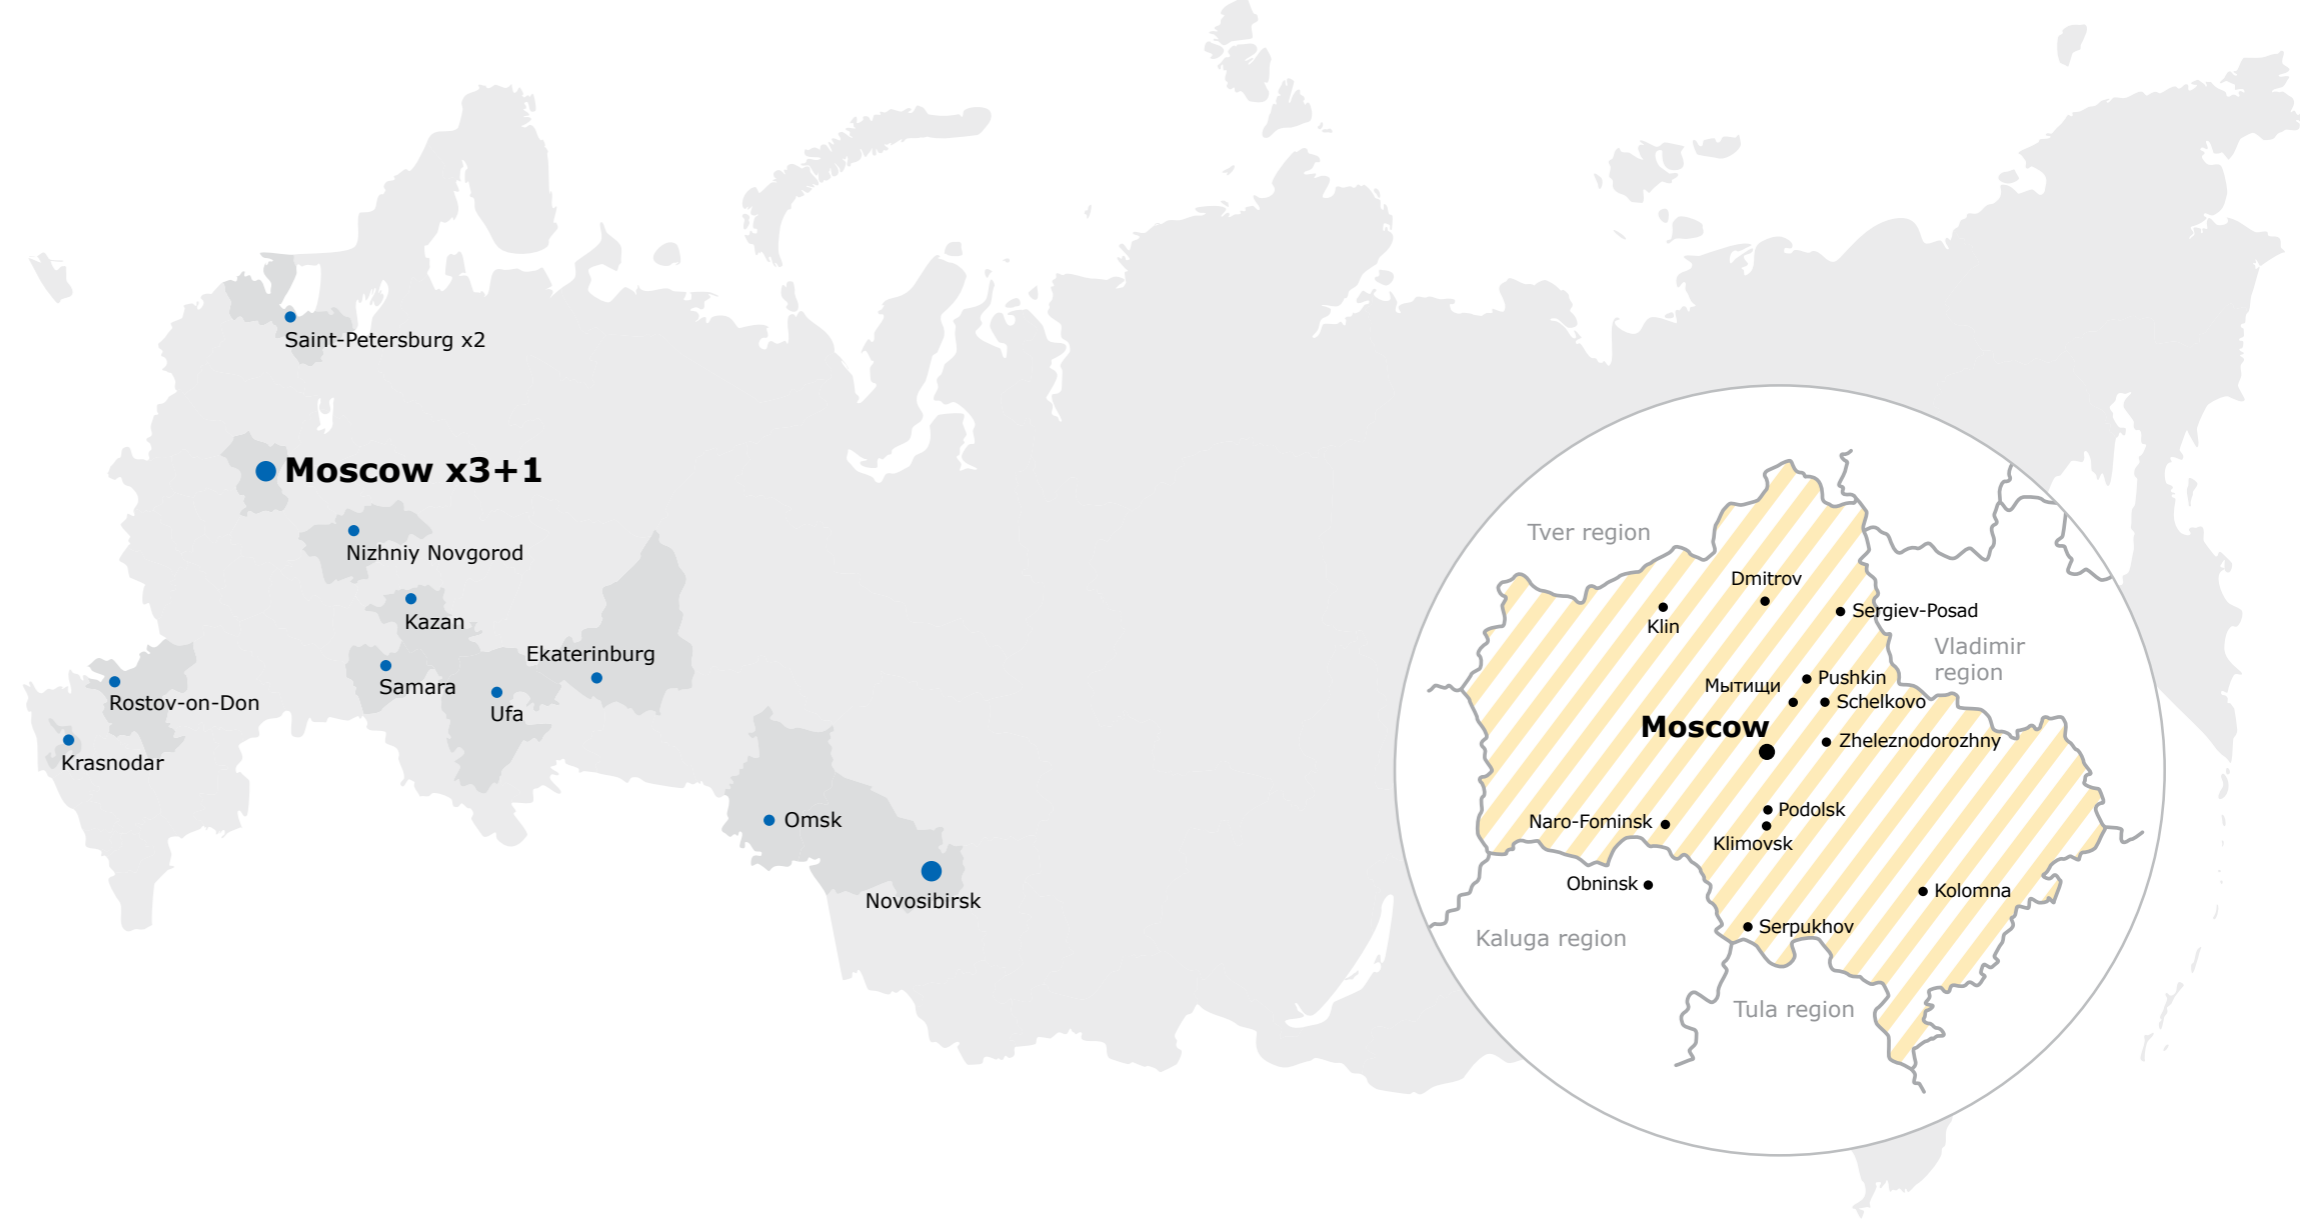 Saint-Petersburg x2
Moscow x3+1
Nizhniy Novgorod
Kazan
Ekaterinburg
Samara
Rostov-on-Don
Ufa
Krasnodar
Omsk
Novosibirsk
Tver region
Dmitrov
Klin
Sergiev-Posad
Vladimir
region
Pushkin
Мытищи
Schelkovo
Moscow
Zheleznodorozhny
Podolsk
Naro-Fominsk
Klimovsk
Obninsk
Kolomna
Serpukhov
Kaluga region
Tula region